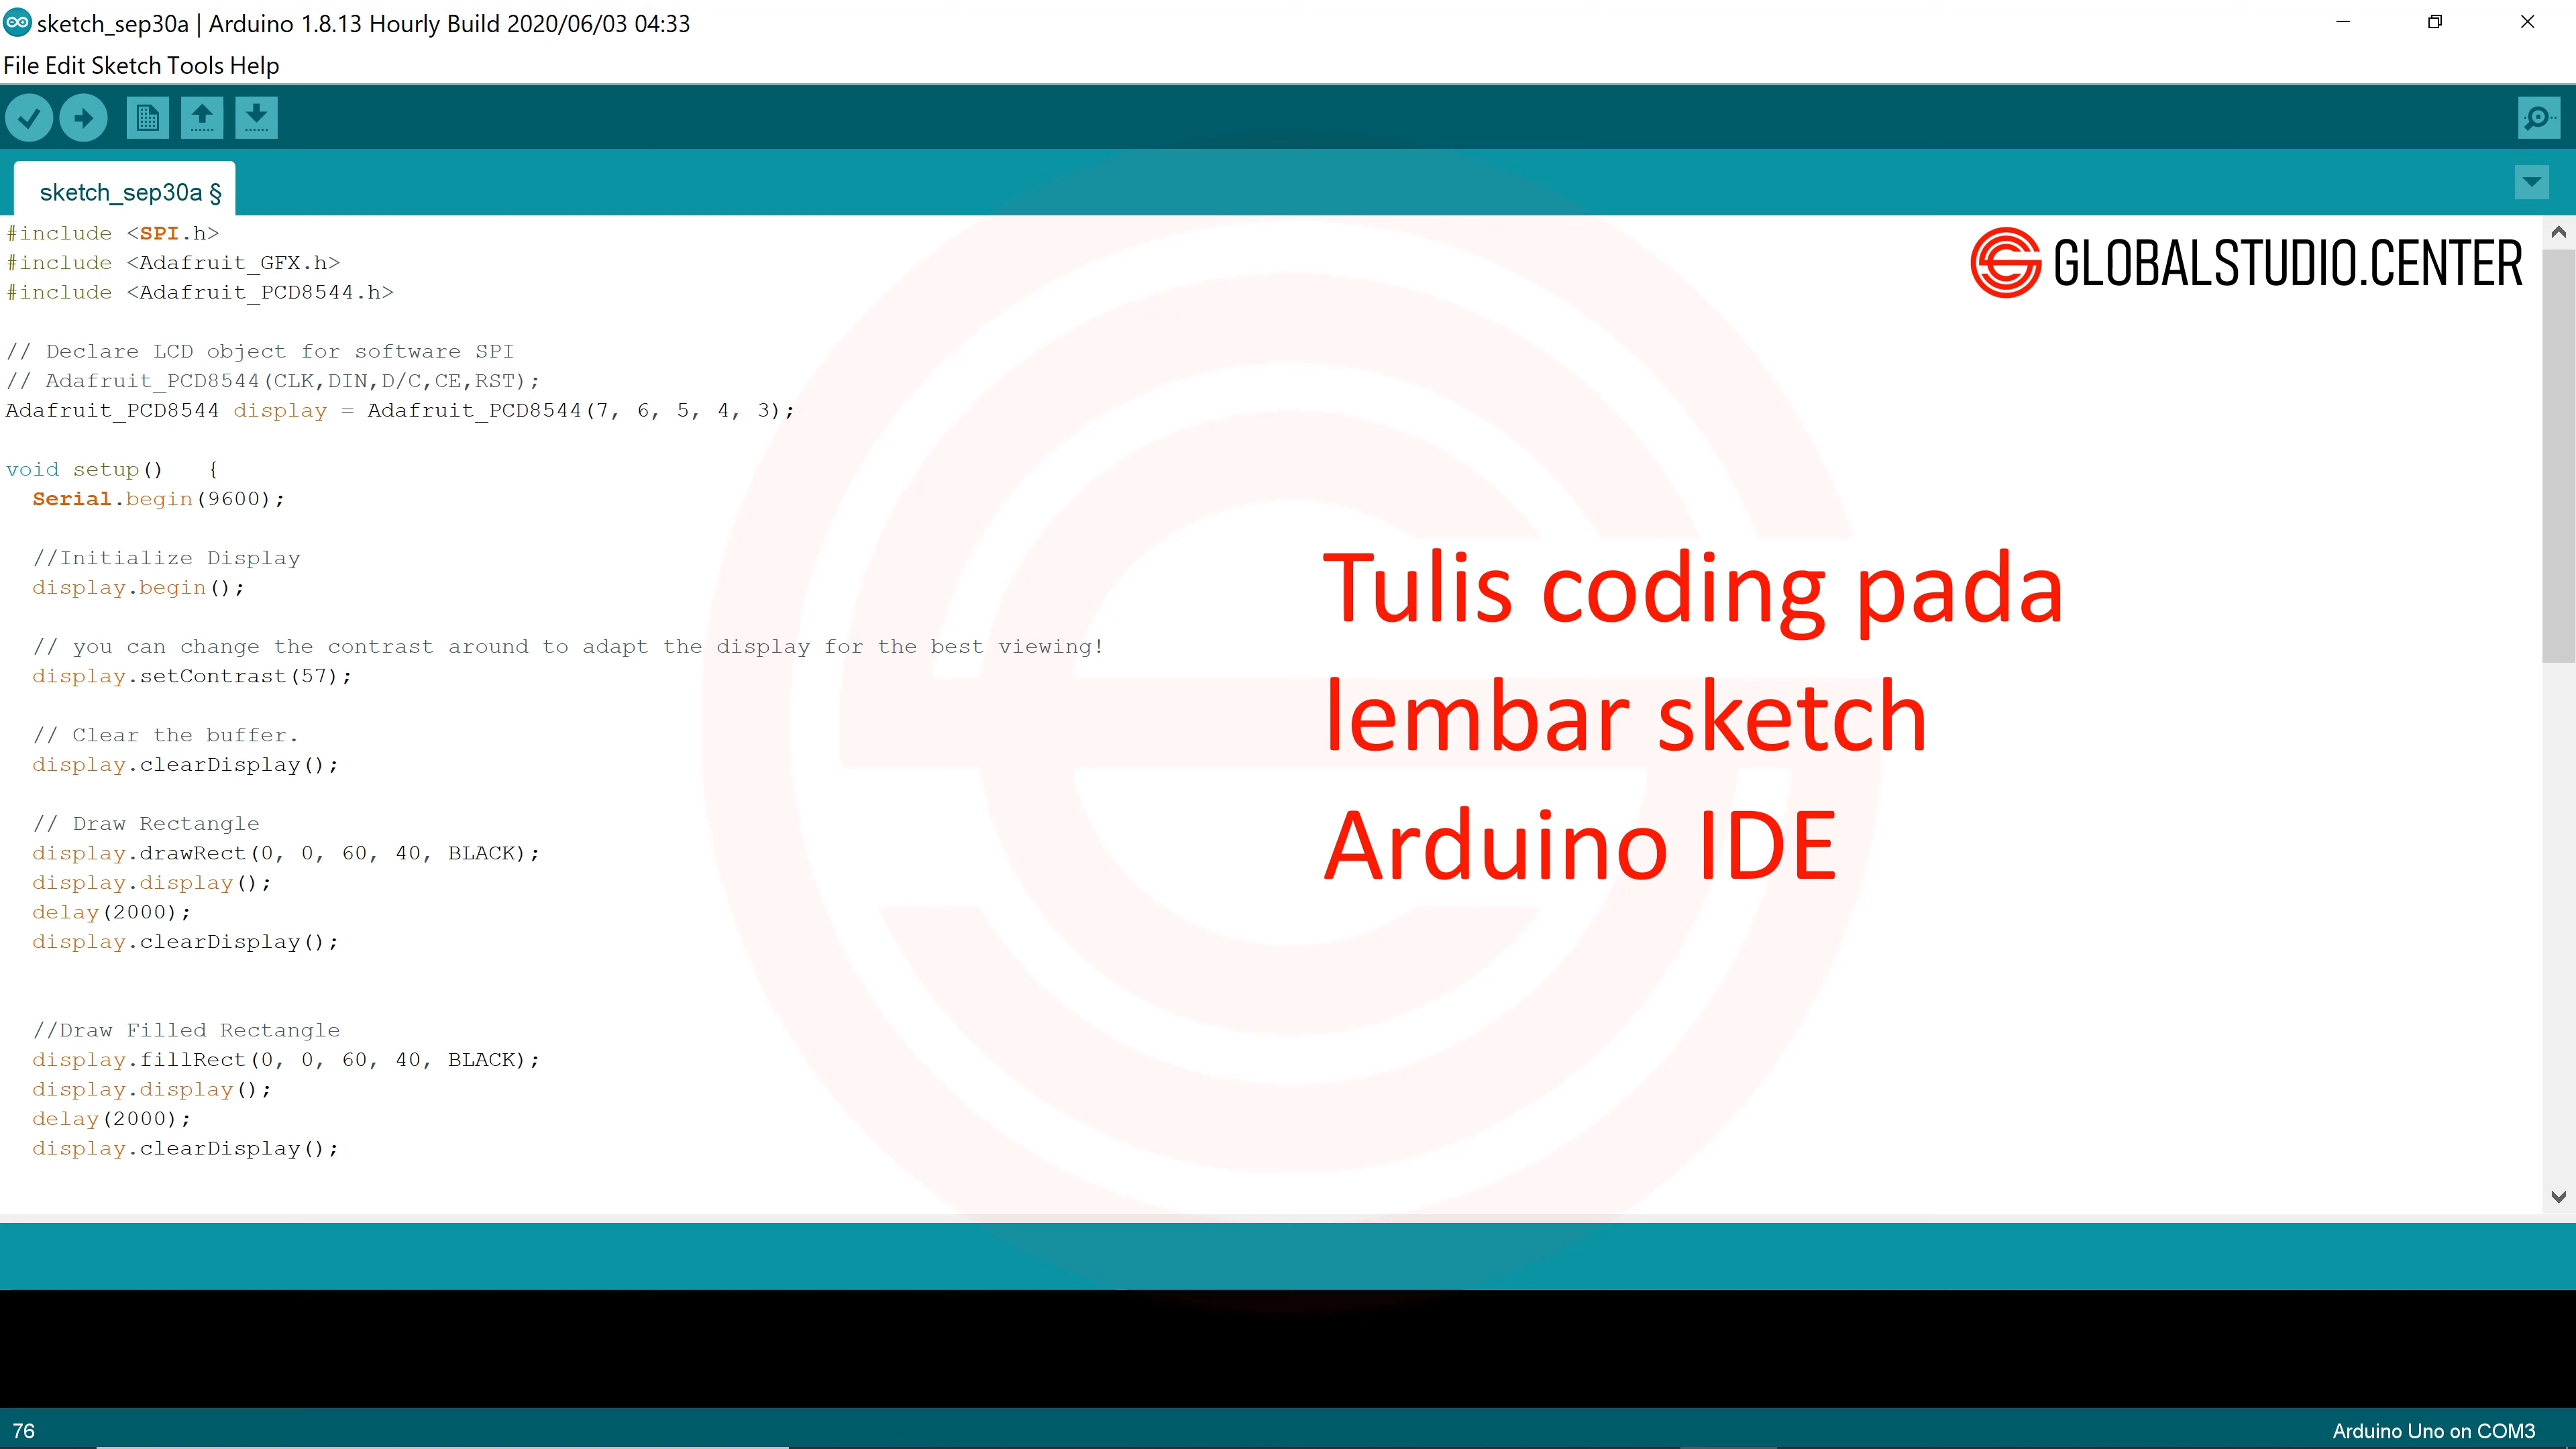 sketch_sep30a | Arduino 1.8.13 Hourly Build 2020/06/03 04:33
File Edit Sketch Tools Help
sketch_sep30a §
#include <SPI.h>
#include <Adafruit_GFX.h>
#include <Adafruit_PCD8544.h>
// Declare LCD object for software SPI
// Adafruit_PCD8544(CLK,DIN,D/C,CE,RST);
Adafruit_PCD8544 display = Adafruit_PCD8544(7, 6, 5, 4, 3);
void setup()   {
Serial.begin(9600);
//Initialize Display
display.begin();
// you can change the contrast around to adapt the display for the best viewing!
display.setContrast(57);
// Clear the buffer.
display.clearDisplay();
// Draw Rectangle
display.drawRect(0, 0, 60, 40, BLACK);
display.display();
delay(2000);
display.clearDisplay();
//Draw Filled Rectangle
display.fillRect(0, 0, 60, 40, BLACK);
display.display();
delay(2000);
display.clearDisplay();
GLOBALSTUDIO.CENTER
Tulis coding pada
lembar sketch
Arduino IDE
76
Arduino Uno on COM3